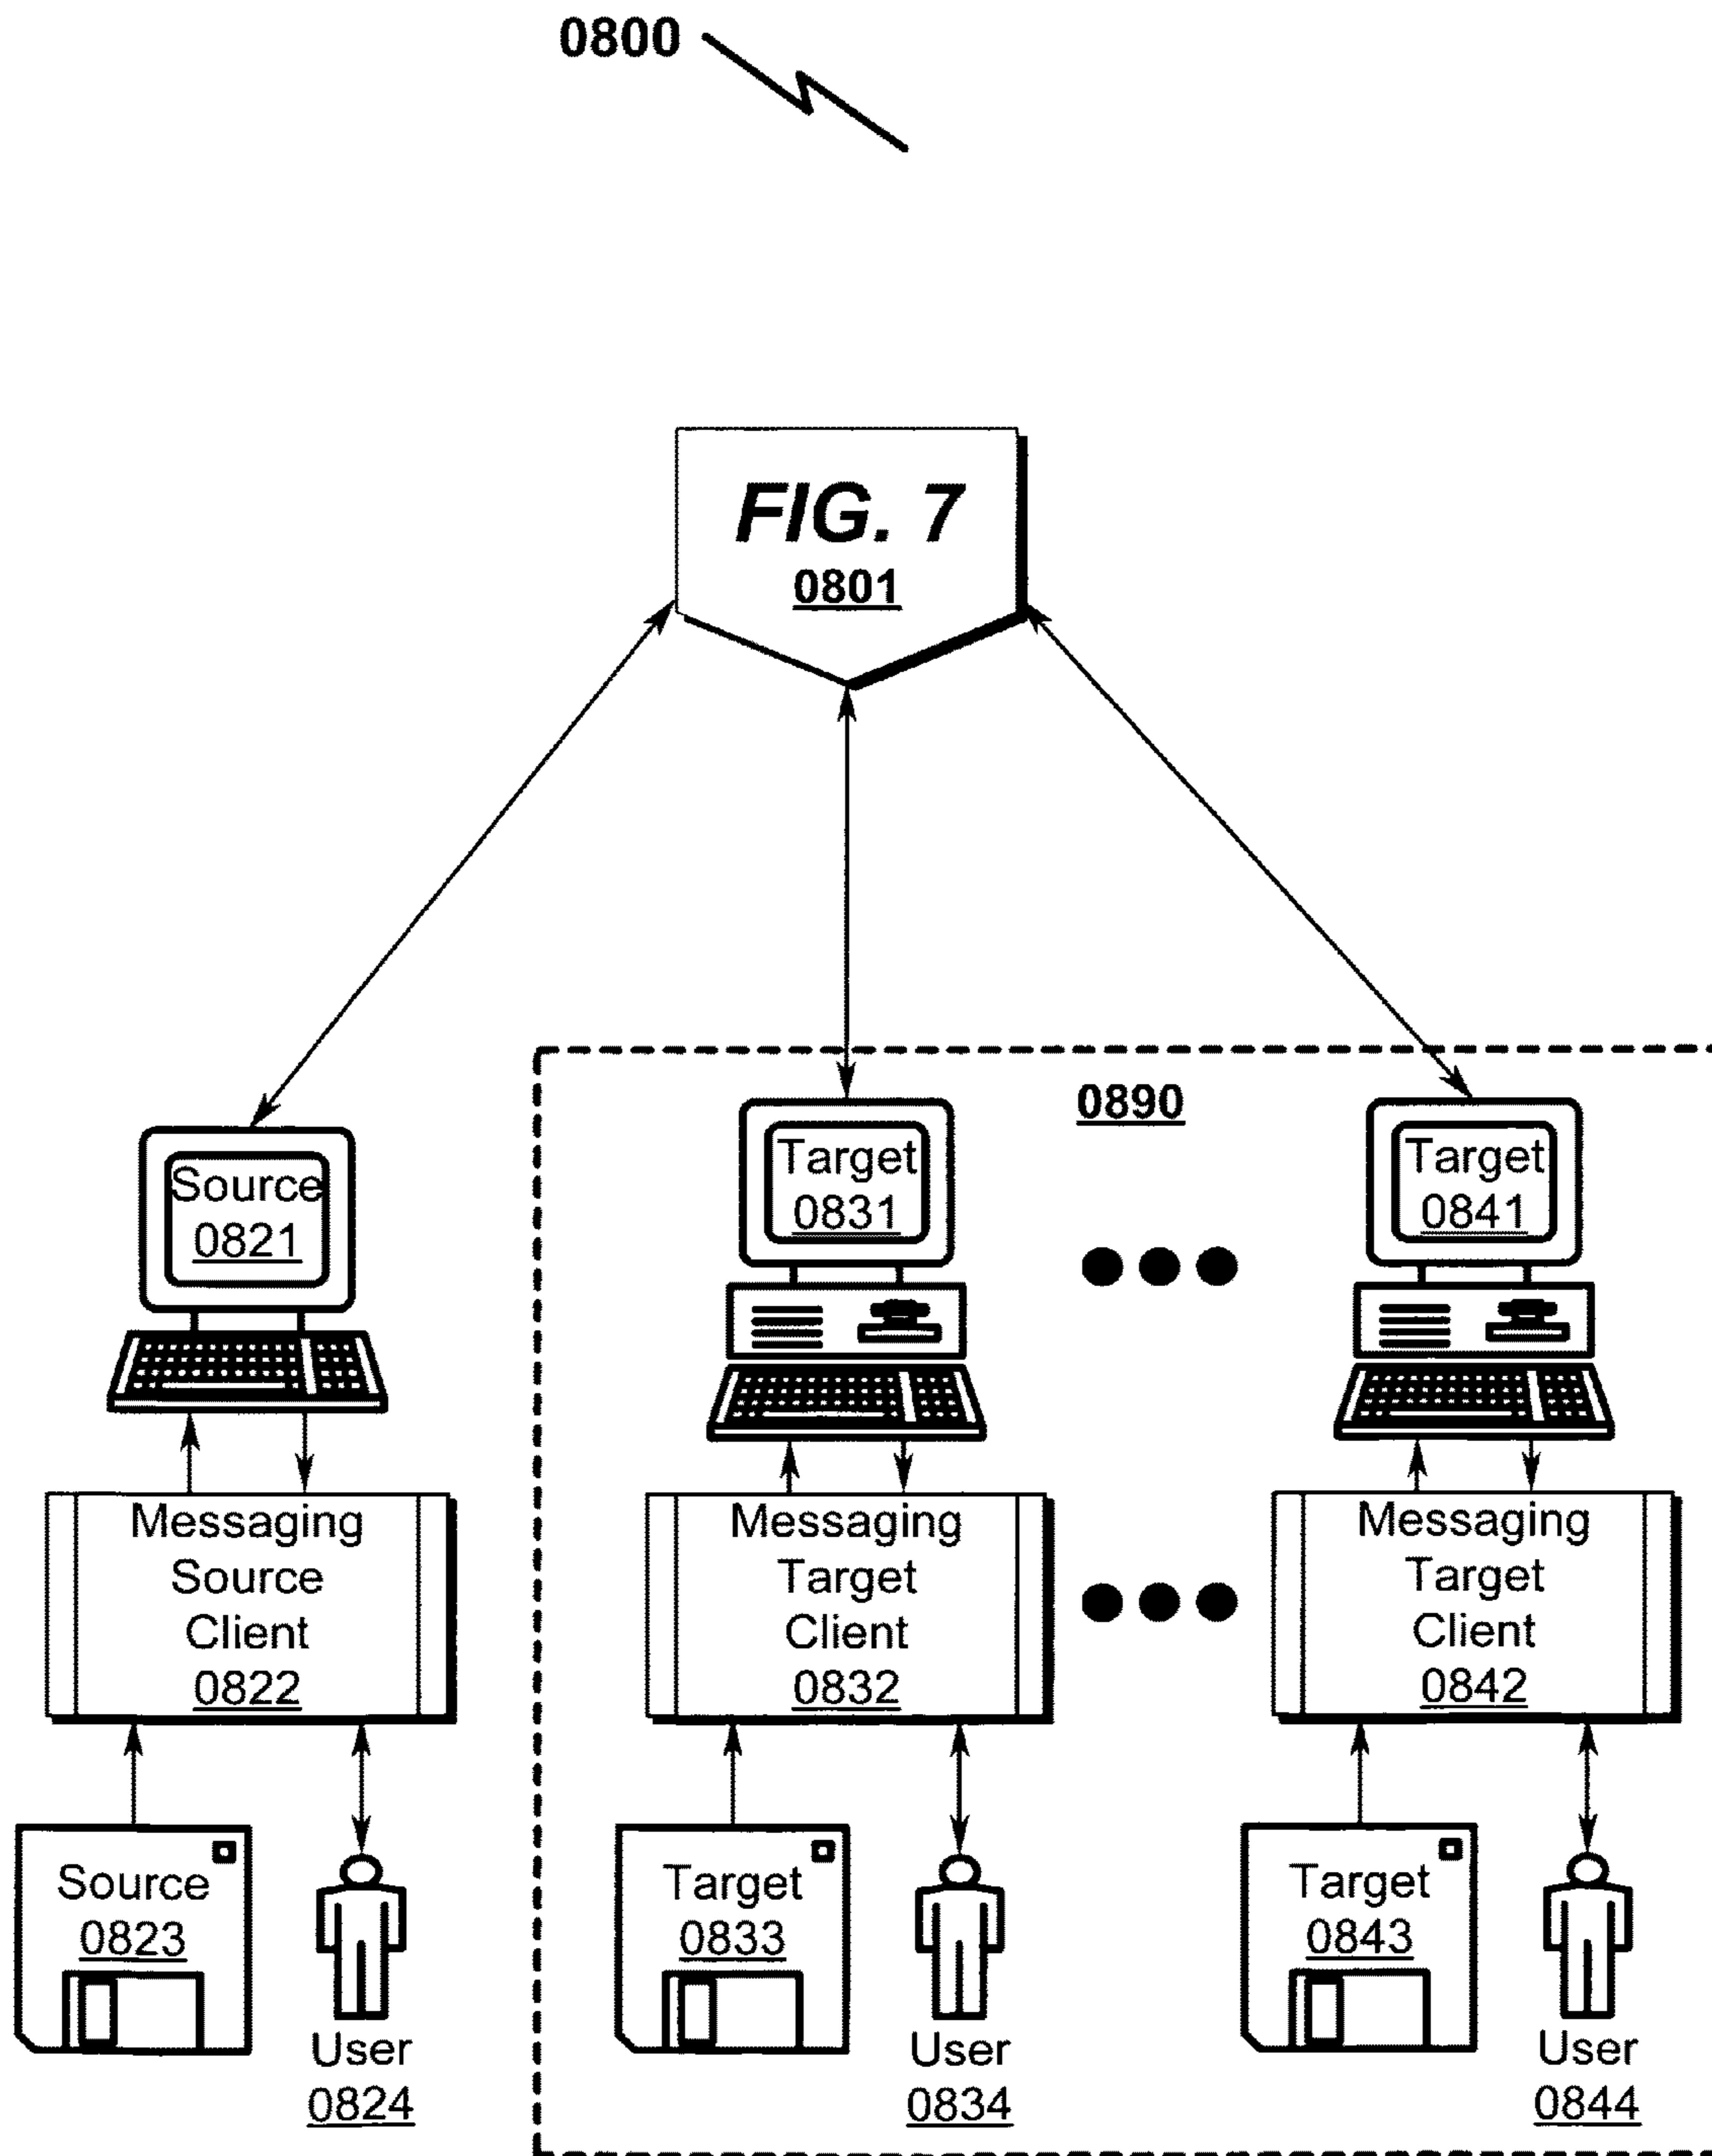 0800
FIG. 7
0801
0890
Source
0821
Target
0831
Target
0841
Messaging
Source
Client
0822
Messaging
Target
Client
0832
Messaging
Target
Client
0842
Source
0823
User
0824
Target
0833
User
0834
Target
0843
User
0844